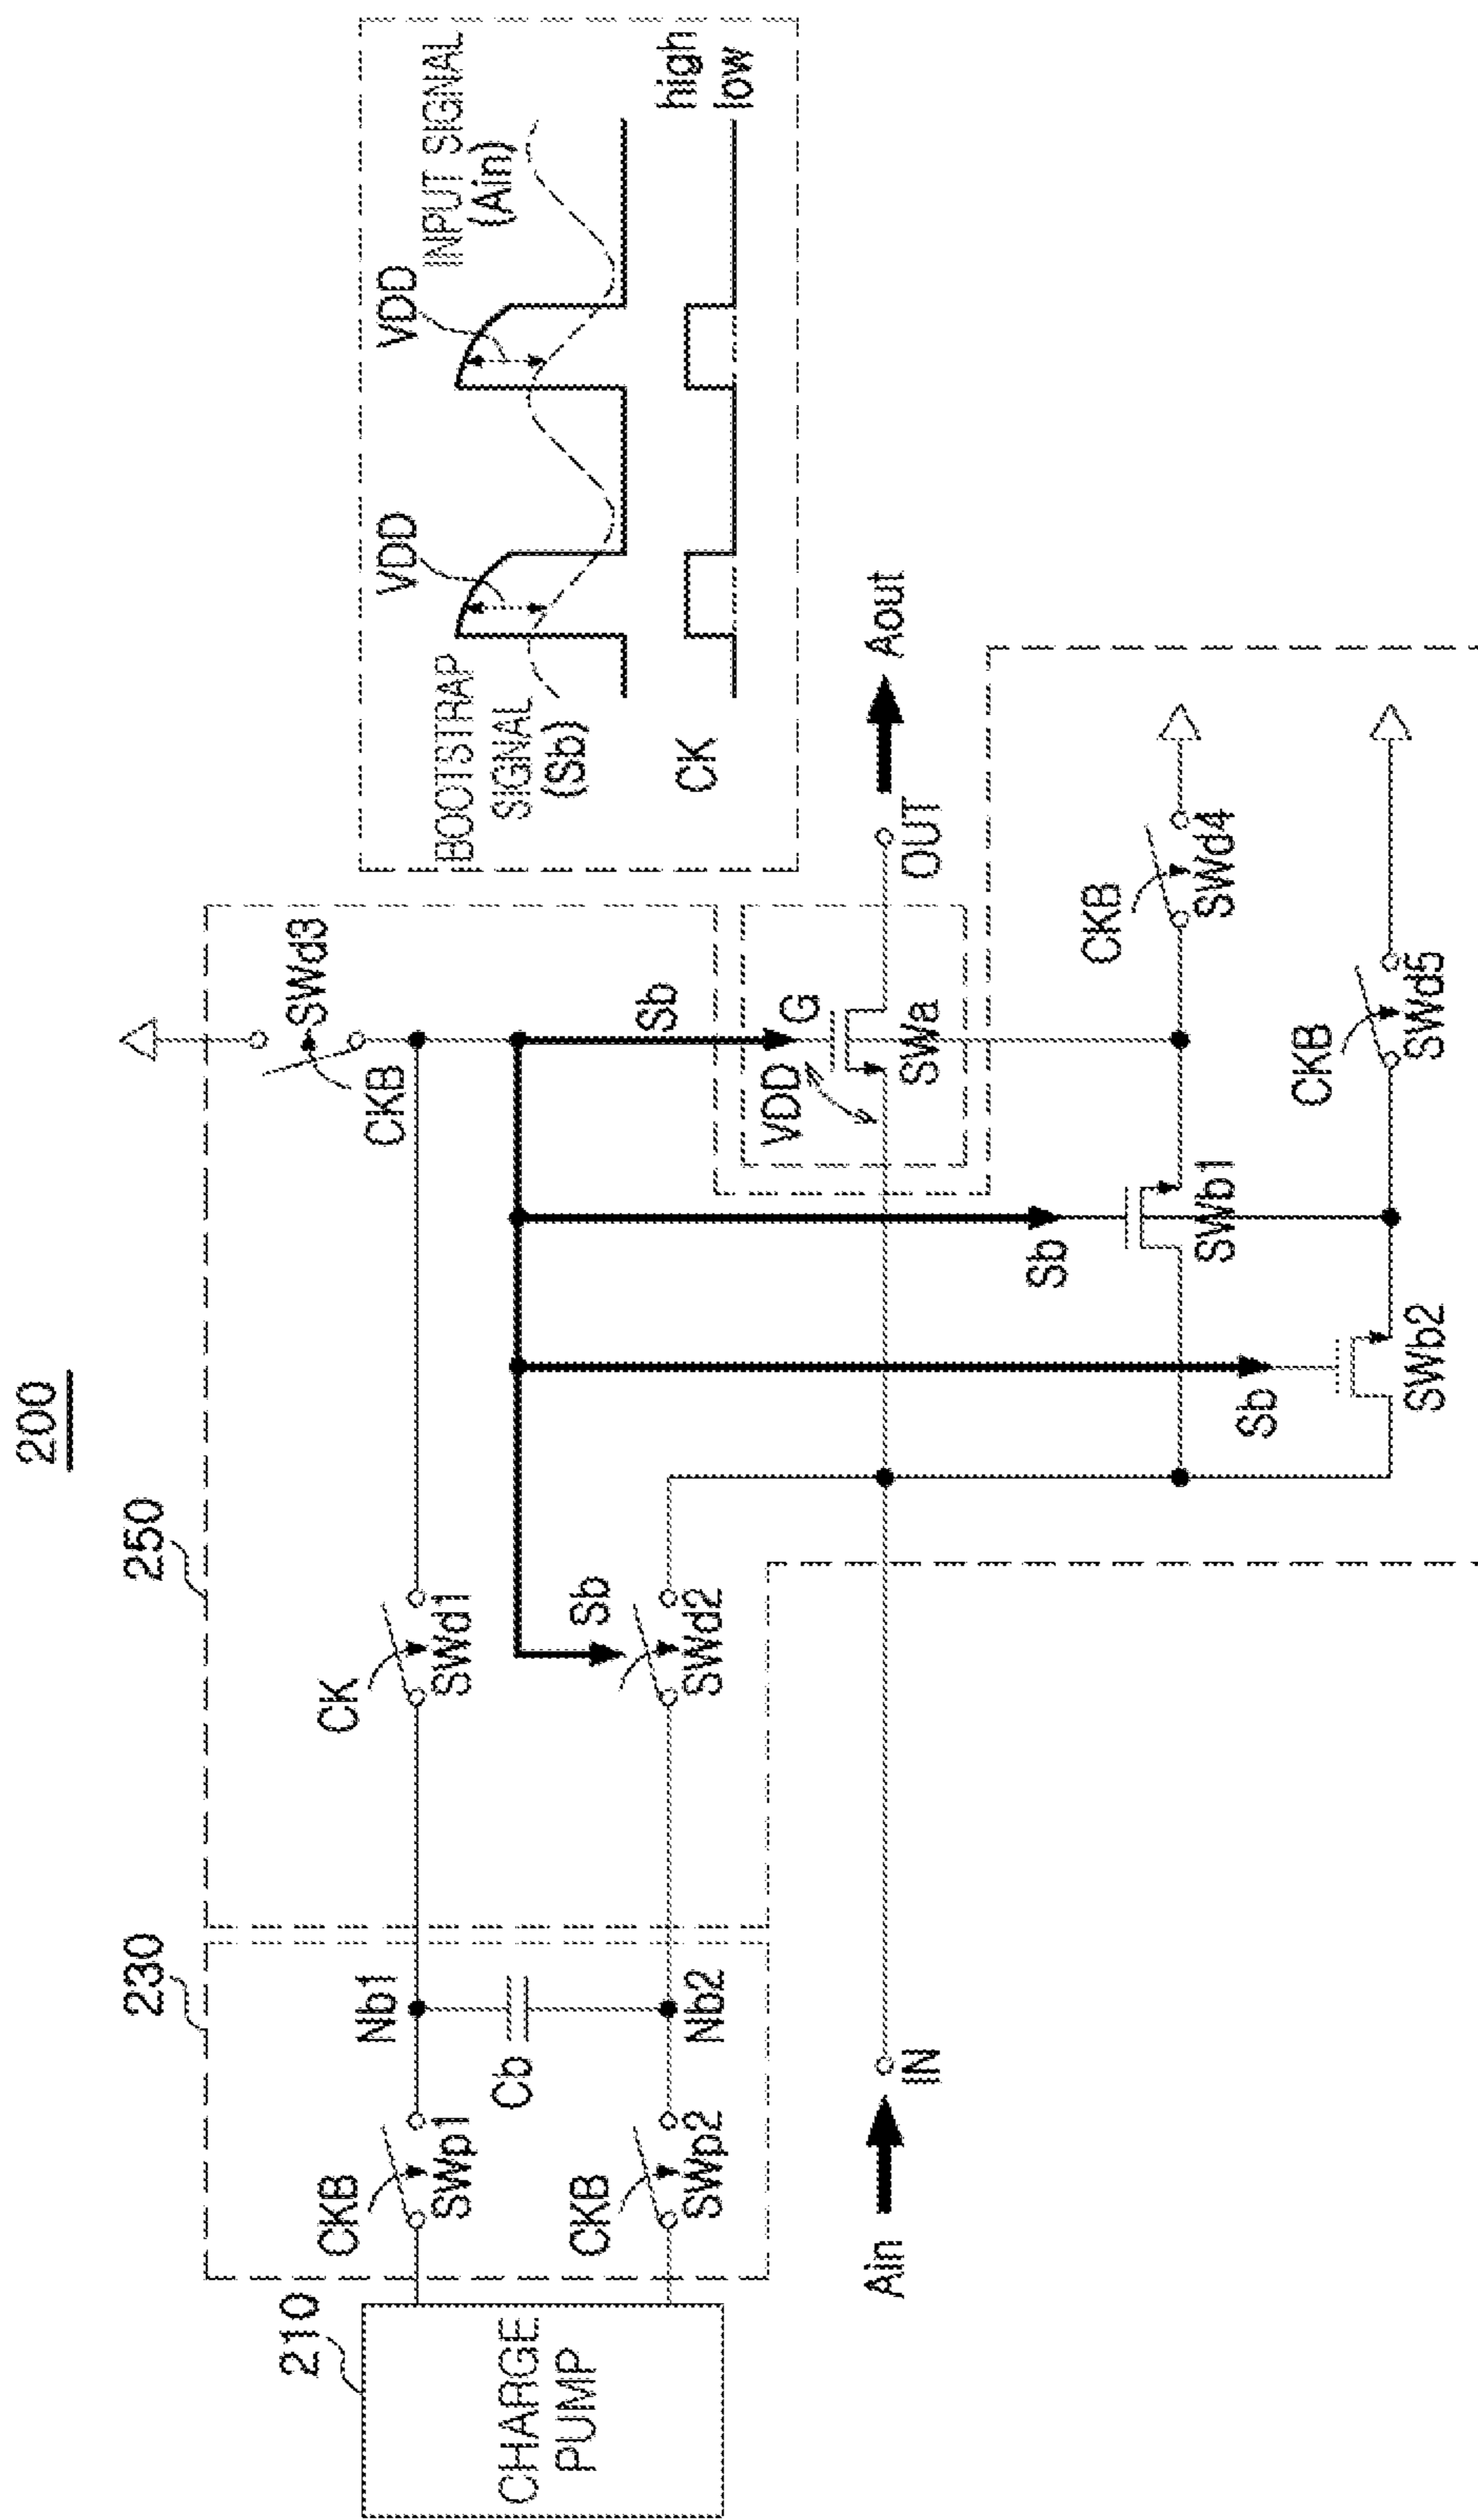 200
250
230
210
CHARGE
PUMP
CKB
SWp1
CKB
SWp2
Nb1
Cb
Nb2
CK
SWd1
Sb
SWd2
CKB
SWd3
Sb
G
VDD
SWa
Ain
IN
OUT
Aout
Sb
SWb1
CKB
SWd4
Sb
SWb2
CKB
SWd5
BOOTSTRAP
SIGNAL
(Sb)
VDD
VDD
INPUT SIGNAL
(Ain)
CK
high
low